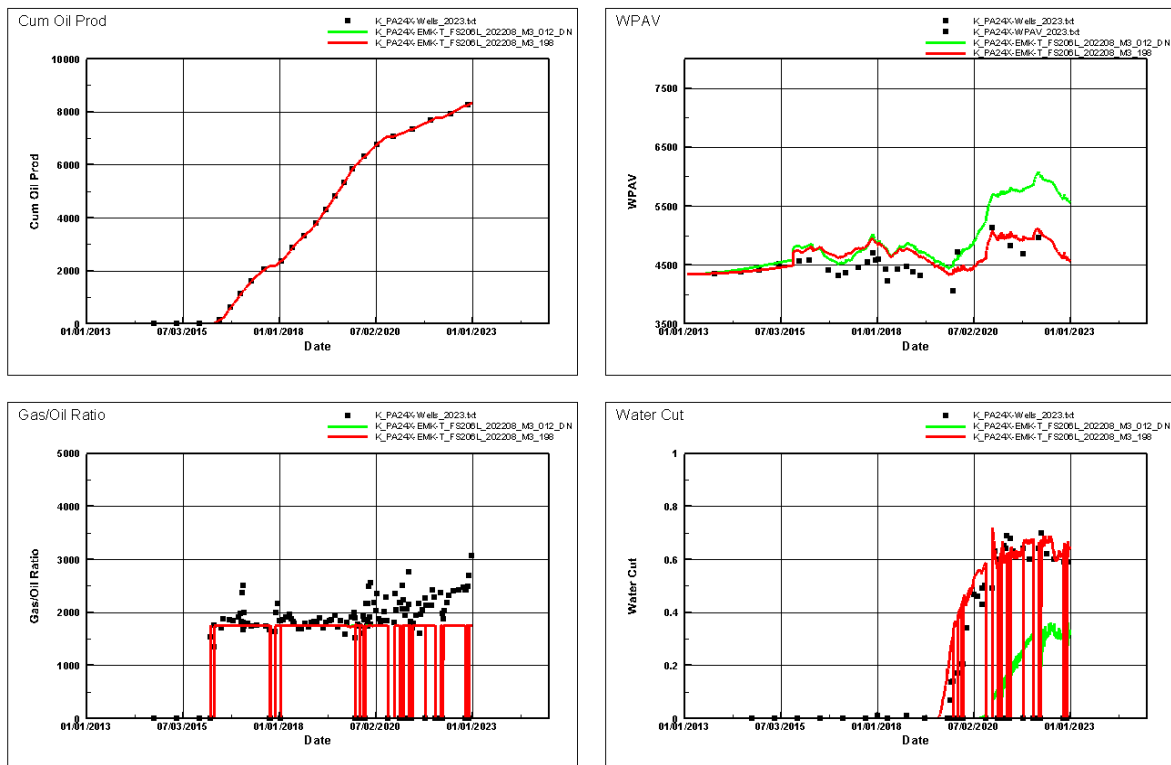 Cum Oil Prod
K_PA24X-Wells_2023.txt
K_PA24X-EMK-T_FS206L_202208_M3_012_DN
K_PA24X-EMK-T_FS206L_202208_M3_198
10000
8000
6000
4000
2000
0
Cum Oil Prod
01/01/2013
07/03/2015
01/01/2018
07/02/2020
01/01/2023
Date
WPAV
K_PA24X-Wells_2023.txt
K_PA24X-WPAV_2023.txt
K_PA24X-EMK-T_FS206L_202208_M3_012_DN
K_PA24X-EMK-T_FS206L_202208_M3_198
7500
6500
5500
4500
3500
WPAV
01/01/2013
07/03/2015
01/01/2018
07/02/2020
01/01/2023
Date
Gas/Oil Ratio
K_PA24X-Wells_2023.txt
K_PA24X-EMK-T_FS206L_202208_M3_012_DN
K_PA24X-EMK-T_FS206L_202208_M3_198
5000
4000
3000
2000
1000
0
Gas/Oil Ratio
01/01/2013
07/03/2015
01/01/2018
07/02/2020
01/01/2023
Date
Water Cut
K_PA24X-Wells_2023.txt
K_PA24X-EMK-T_FS206L_202208_M3_012_DN
K_PA24X-EMK-T_FS206L_202208_M3_198
1
0.8
0.6
0.4
0.2
0
Water Cut
01/01/2013
07/03/2015
01/01/2018
07/02/2020
01/01/2023
Date